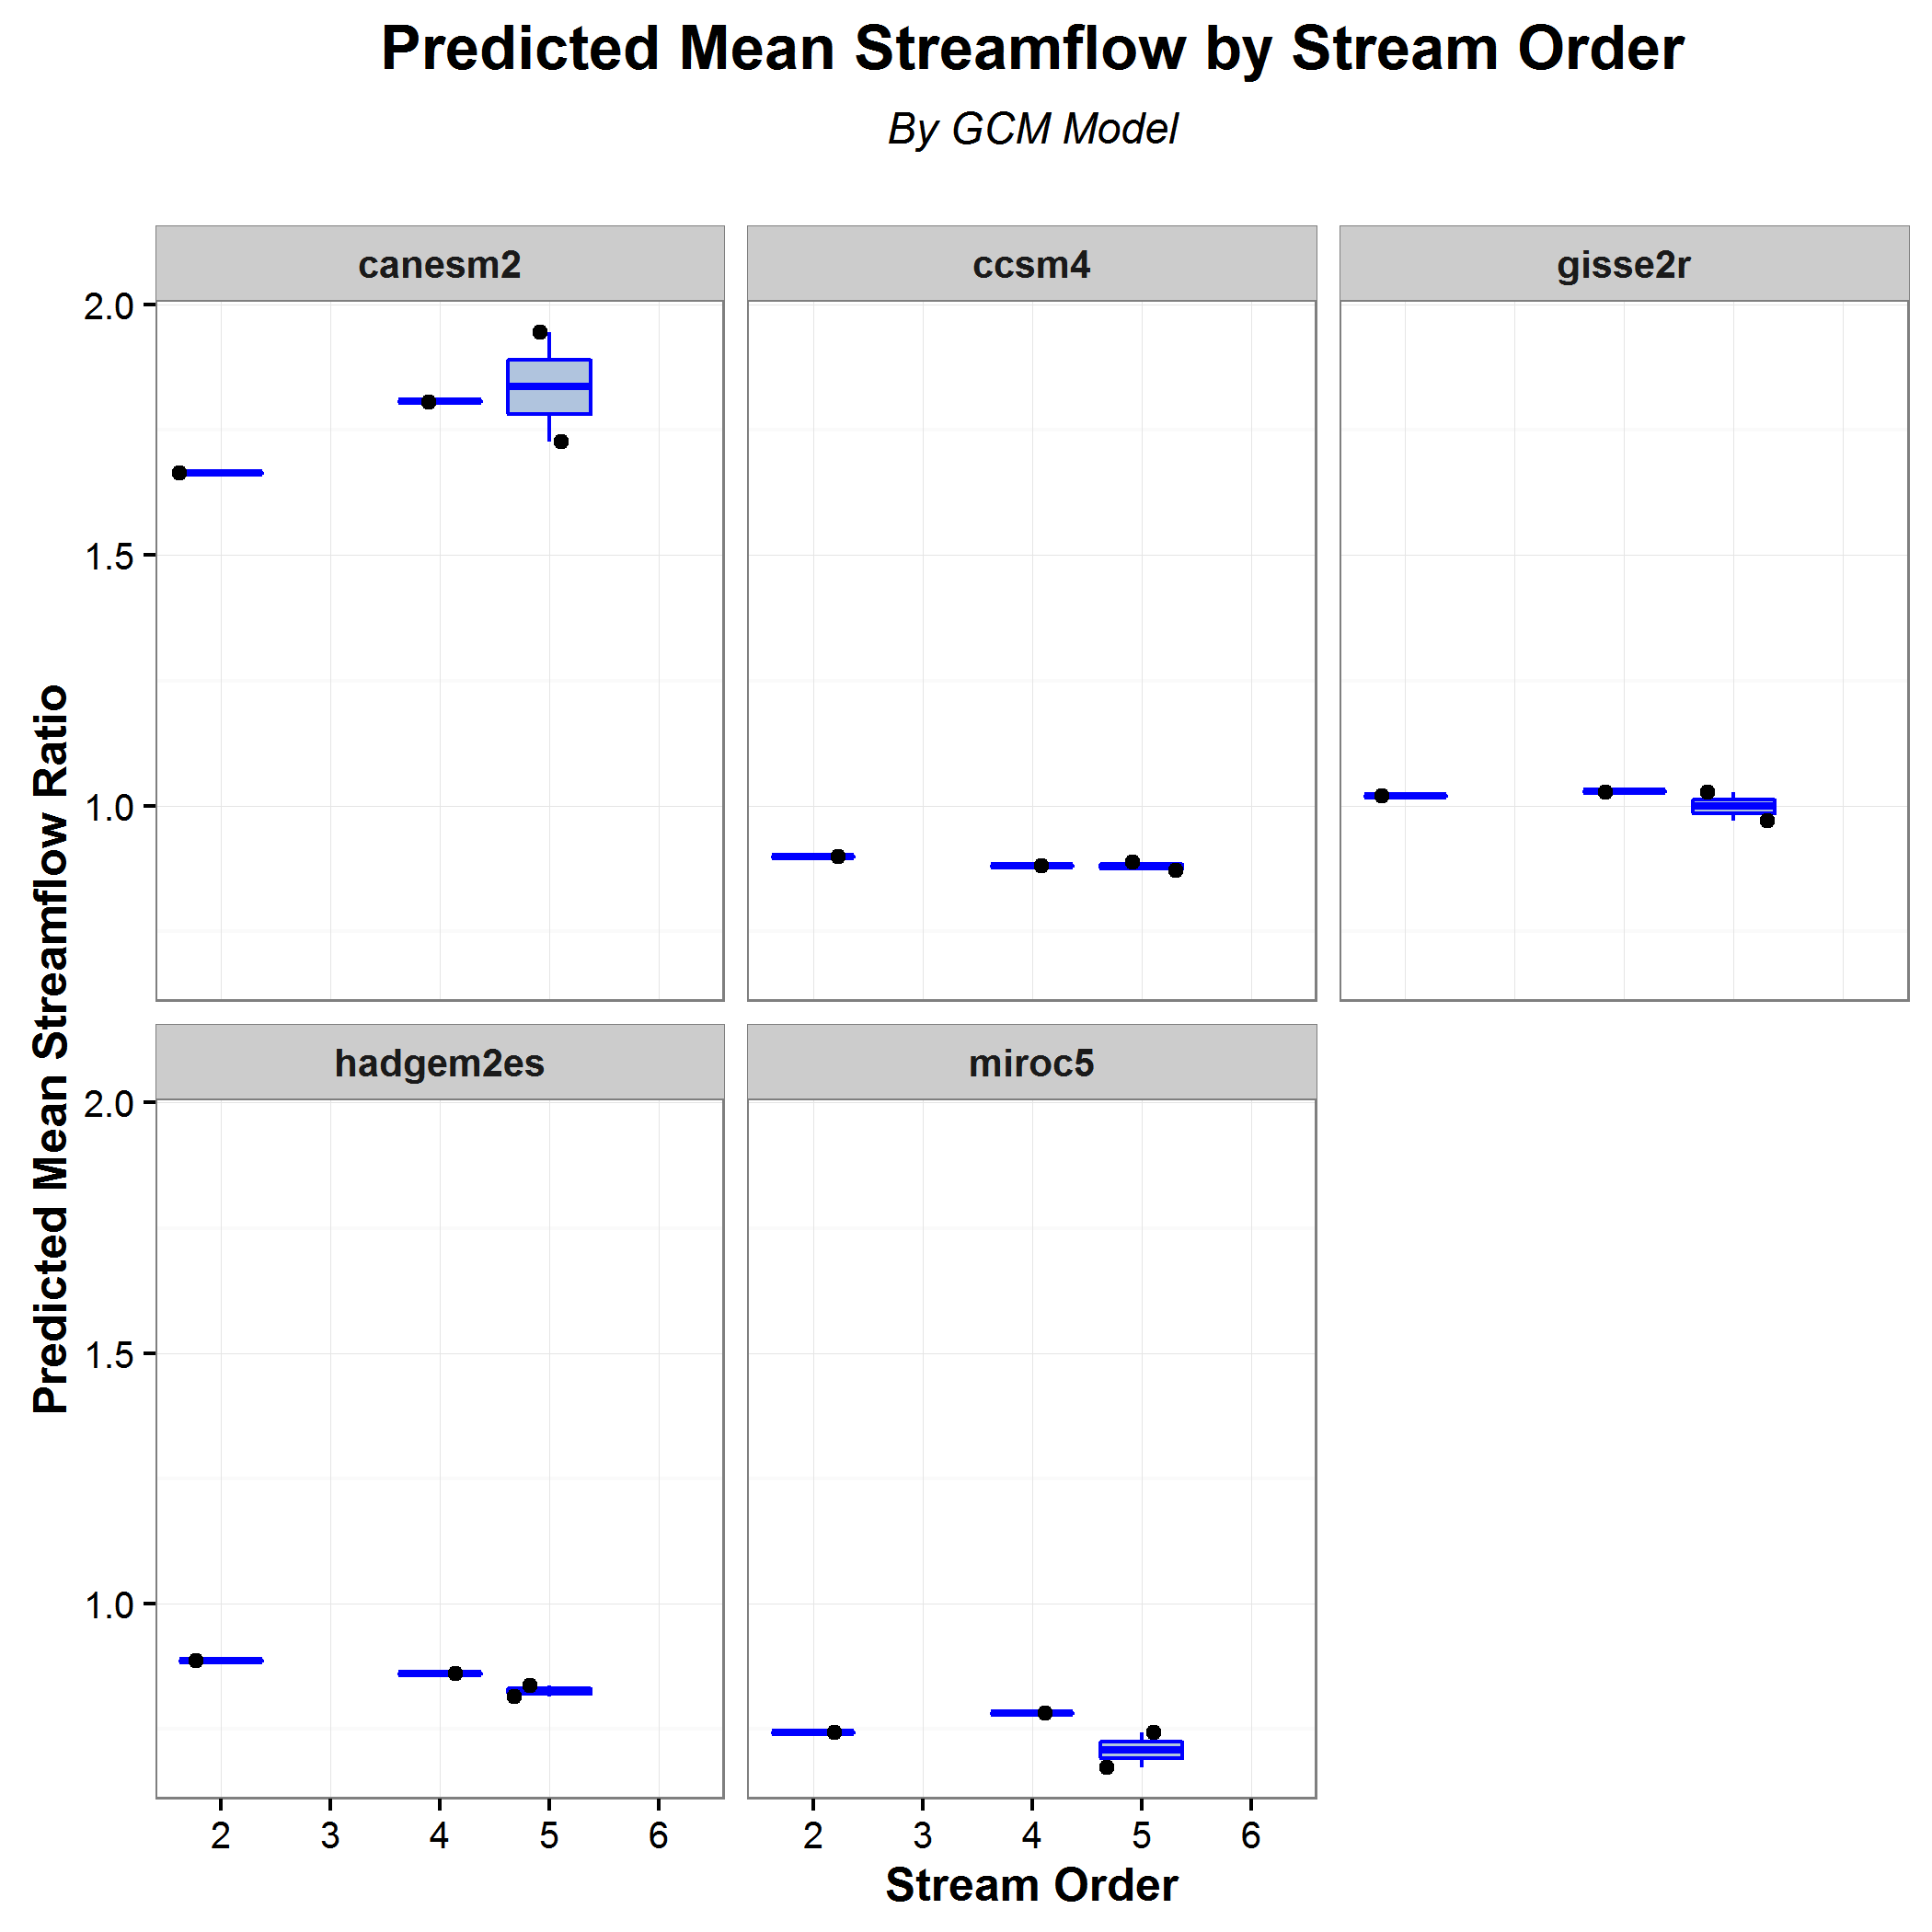 Predicted Mean Streamflow by Stream Order
By GCM Model
canesm2
ccsm4
gisse2r
2.0
1.5
1.0
Predicted Mean Streamflow Ratio
hadgem2es
miroc5
2.0
1.5
1.0
2 3 4 5 6
2 3 4 5 6
Stream Order